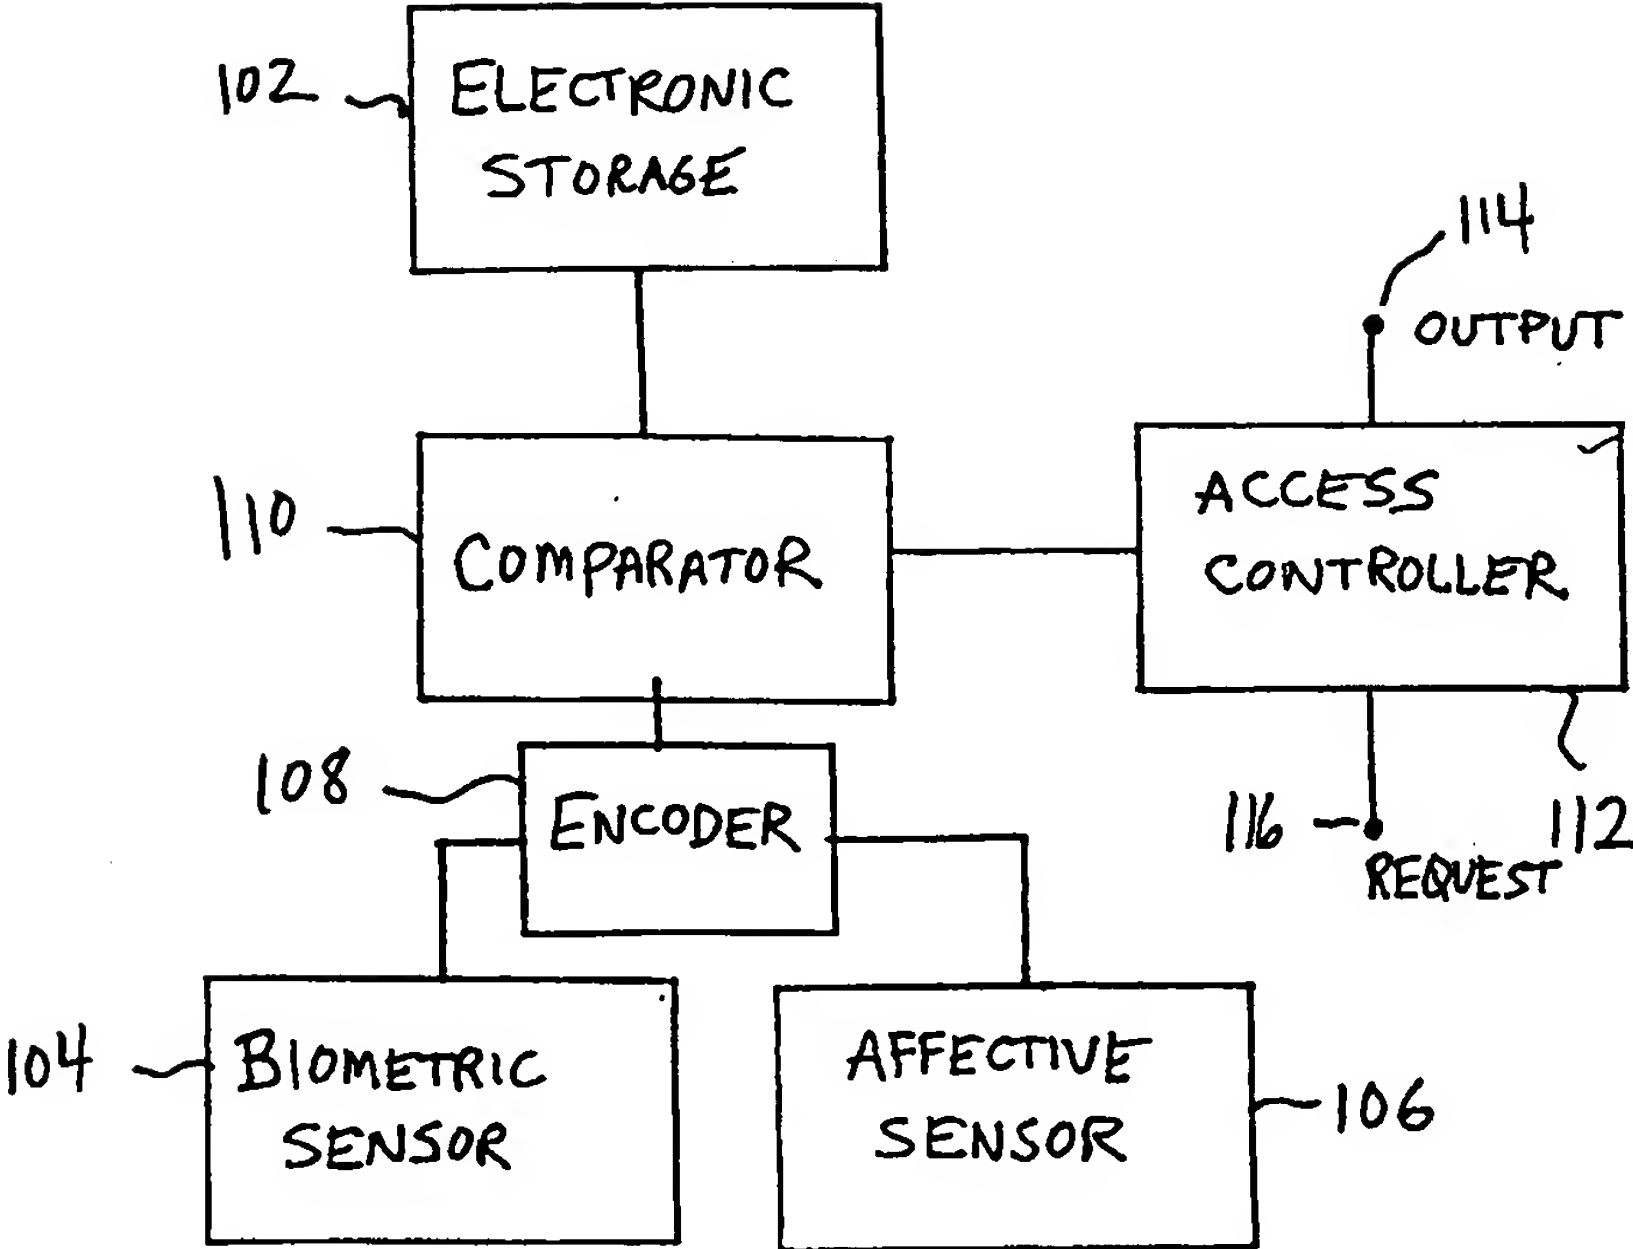 102
ELECTRONIC
STORAGE
114
OUTPUT
110
COMPARATOR
ACCESS
CONTROLLER
108
ENCODER
116
REQUEST
112
104
BIOMETRIC
SENSOR
AFFECTIVE
SENSOR
106